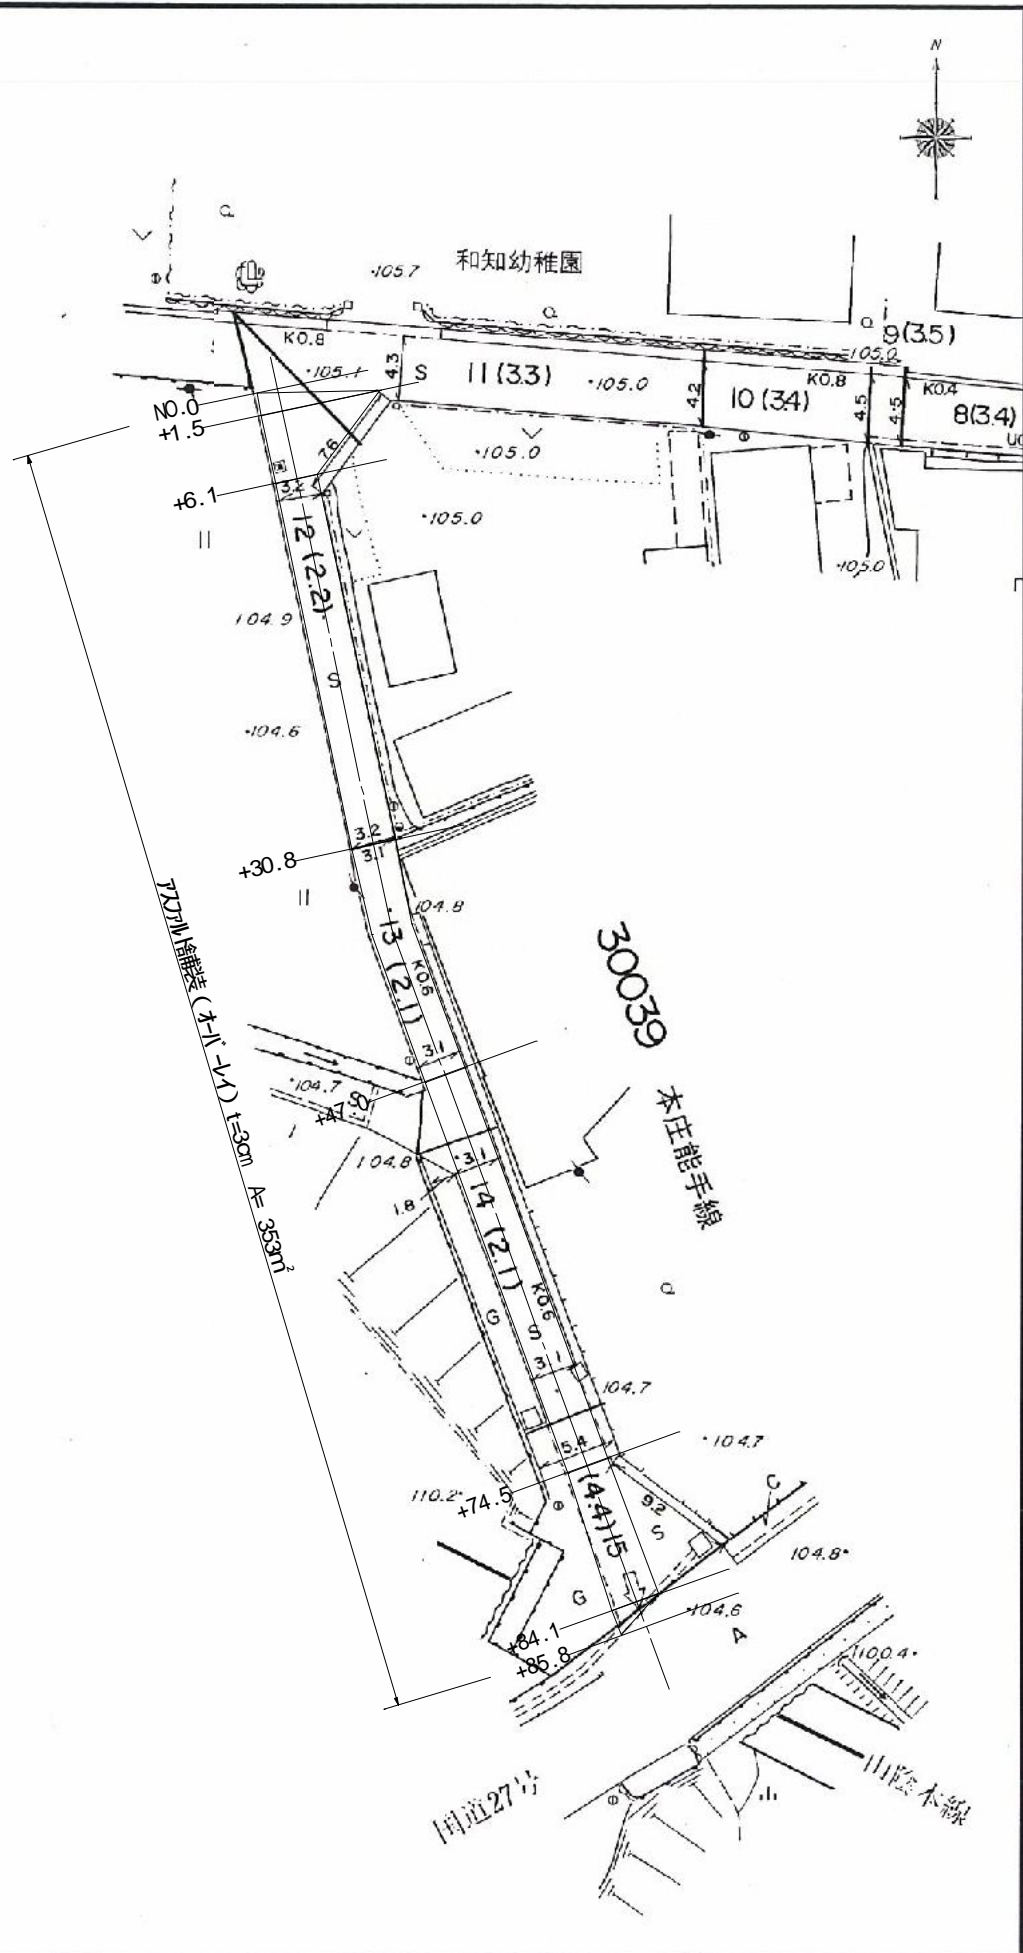 N
和知幼稚園
·105.7
9(3.5)
K0.8
·105.1
4.3
S
11(3.3)
·105.0
4.2
10(3.4)
K0.8
105.0
4.5
4.5
K0.4
8(3.4)
N0.0
+1.5
7.6
·105.0
+6.1
3.2
·105.0
·105.0
12(2.2)
104.9
S
·104.6
3.2
3.1
+30.8
104.8
13(2.1)
K0.6
30039
本庄能手線
3.1
·104.7
S
+47.0
アスファルト舗装(オーバーレイ)t=3cm A=353m²
104.8
3.1
1.8
14(2.1)
K0.6
G
S
3.1
104.7
·104.7
5.4
110.2·
+74.5
(4.4)15
9.2
S
C
104.8·
G
·104.6
+84.1
+85.8
A
1100.4·
国道27号
山陰本線